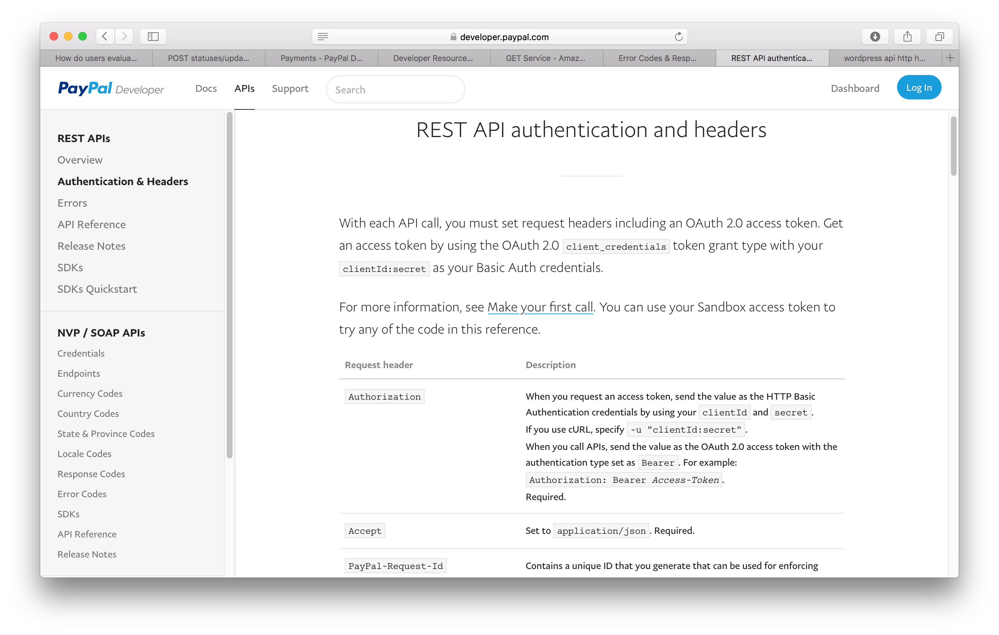 developer.paypal.com
How do users evalua...
POST statuses/upda...
Payments - PayPal D...
Developer Resource...
GET Service - Amaz...
Error Codes & Resp...
REST API authentica...
wordpress api http h...
PayPal Developer
Docs
APIs
Support
Search
Dashboard
Log In
REST APIs
Overview
Authentication & Headers
Errors
API Reference
Release Notes
SDKs
SDKs Quickstart
NVP / SOAP APIs
Credentials
Endpoints
Currency Codes
Country Codes
State & Province Codes
Locale Codes
Response Codes
Error Codes
SDKs
API Reference
Release Notes
REST API authentication and headers
With each API call, you must set request headers including an OAuth 2.0 access token. Get
an access token by using the OAuth 2.0 client_credentials token grant type with your
clientId:secret as your Basic Auth credentials.
For more information, see Make your first call. You can use your Sandbox access token to
try any of the code in this reference.
Request header
Description
Authorization
When you request an access token, send the value as the HTTP Basic
Authentication credentials by using your clientId and secret.
If you use cURL, specify -u "clientId:secret".
When you call APIs, send the value as the OAuth 2.0 access token with the
authentication type set as Bearer. For example:
Authorization: Bearer Access-Token.
Required.
Accept
Set to application/json. Required.
PayPal-Request-Id
Contains a unique ID that you generate that can be used for enforcing